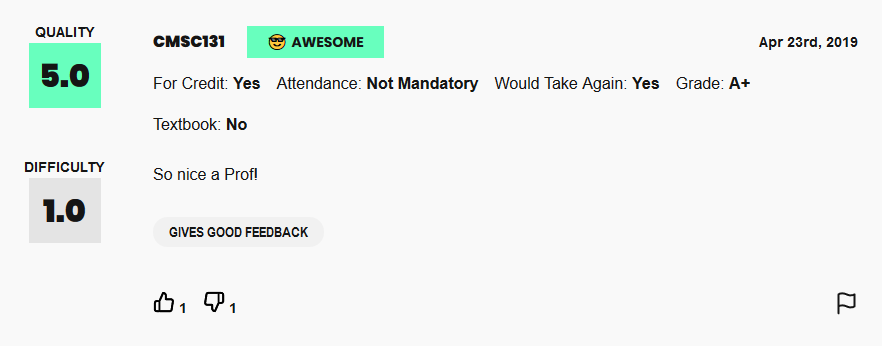 QUALITY
5.0
CMSC131 AWESOME Apr 23rd, 2019
For Credit: Yes Attendance: Not Mandatory Would Take Again: Yes Grade: A+
Textbook: No
DIFFICULTY
1.0
So nice a Prof!
GIVES GOOD FEEDBACK
1 1